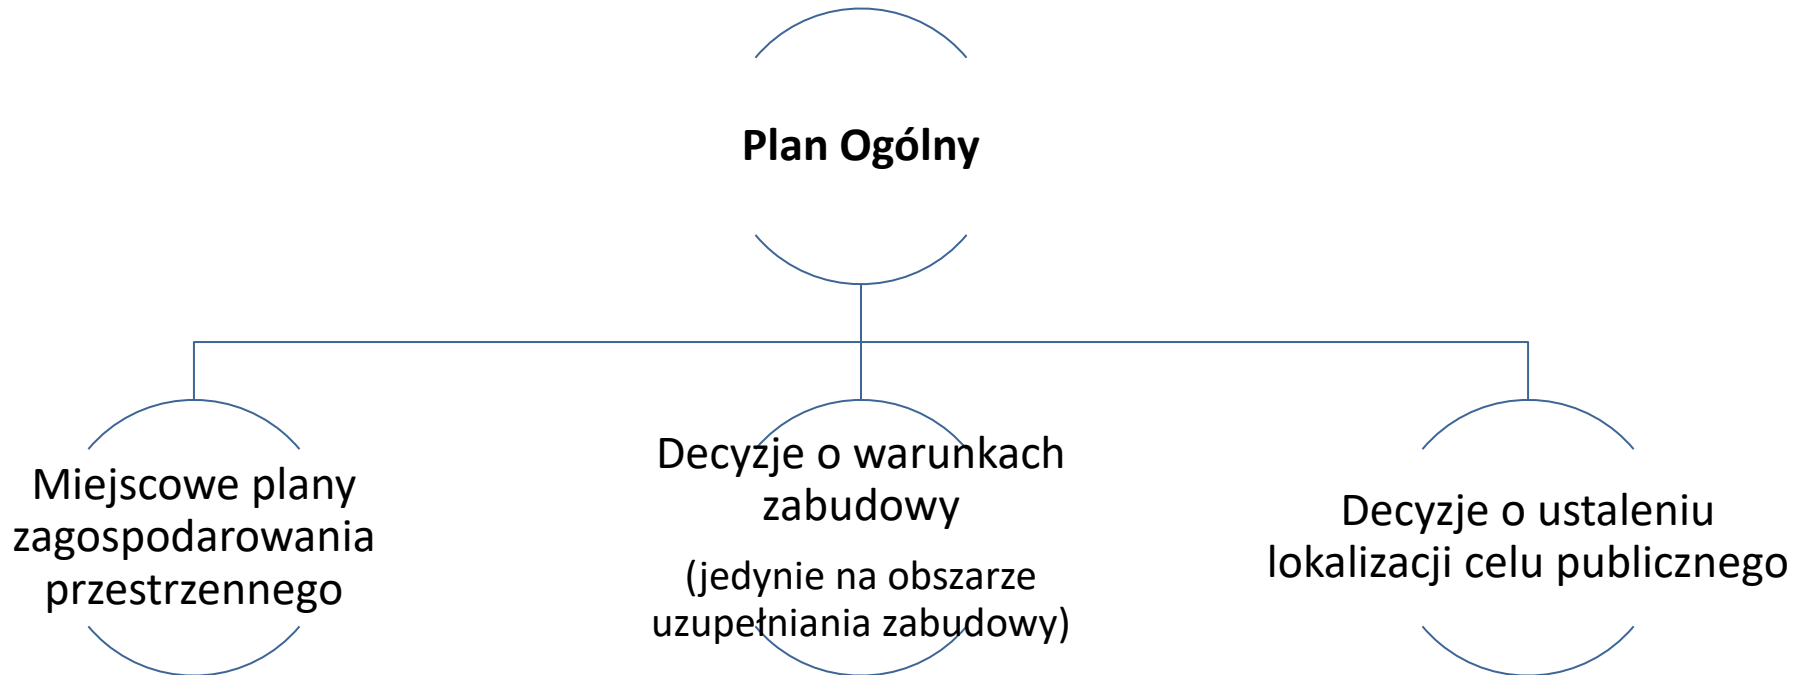 Plan Ogólny
Miejscowe plany
zagospodarowania
przestrzennego
Decyzje o warunkach
zabudowy
(jedynie na obszarze
uzupełniania zabudowy)
Decyzje o ustaleniu
lokalizacji celu publicznego